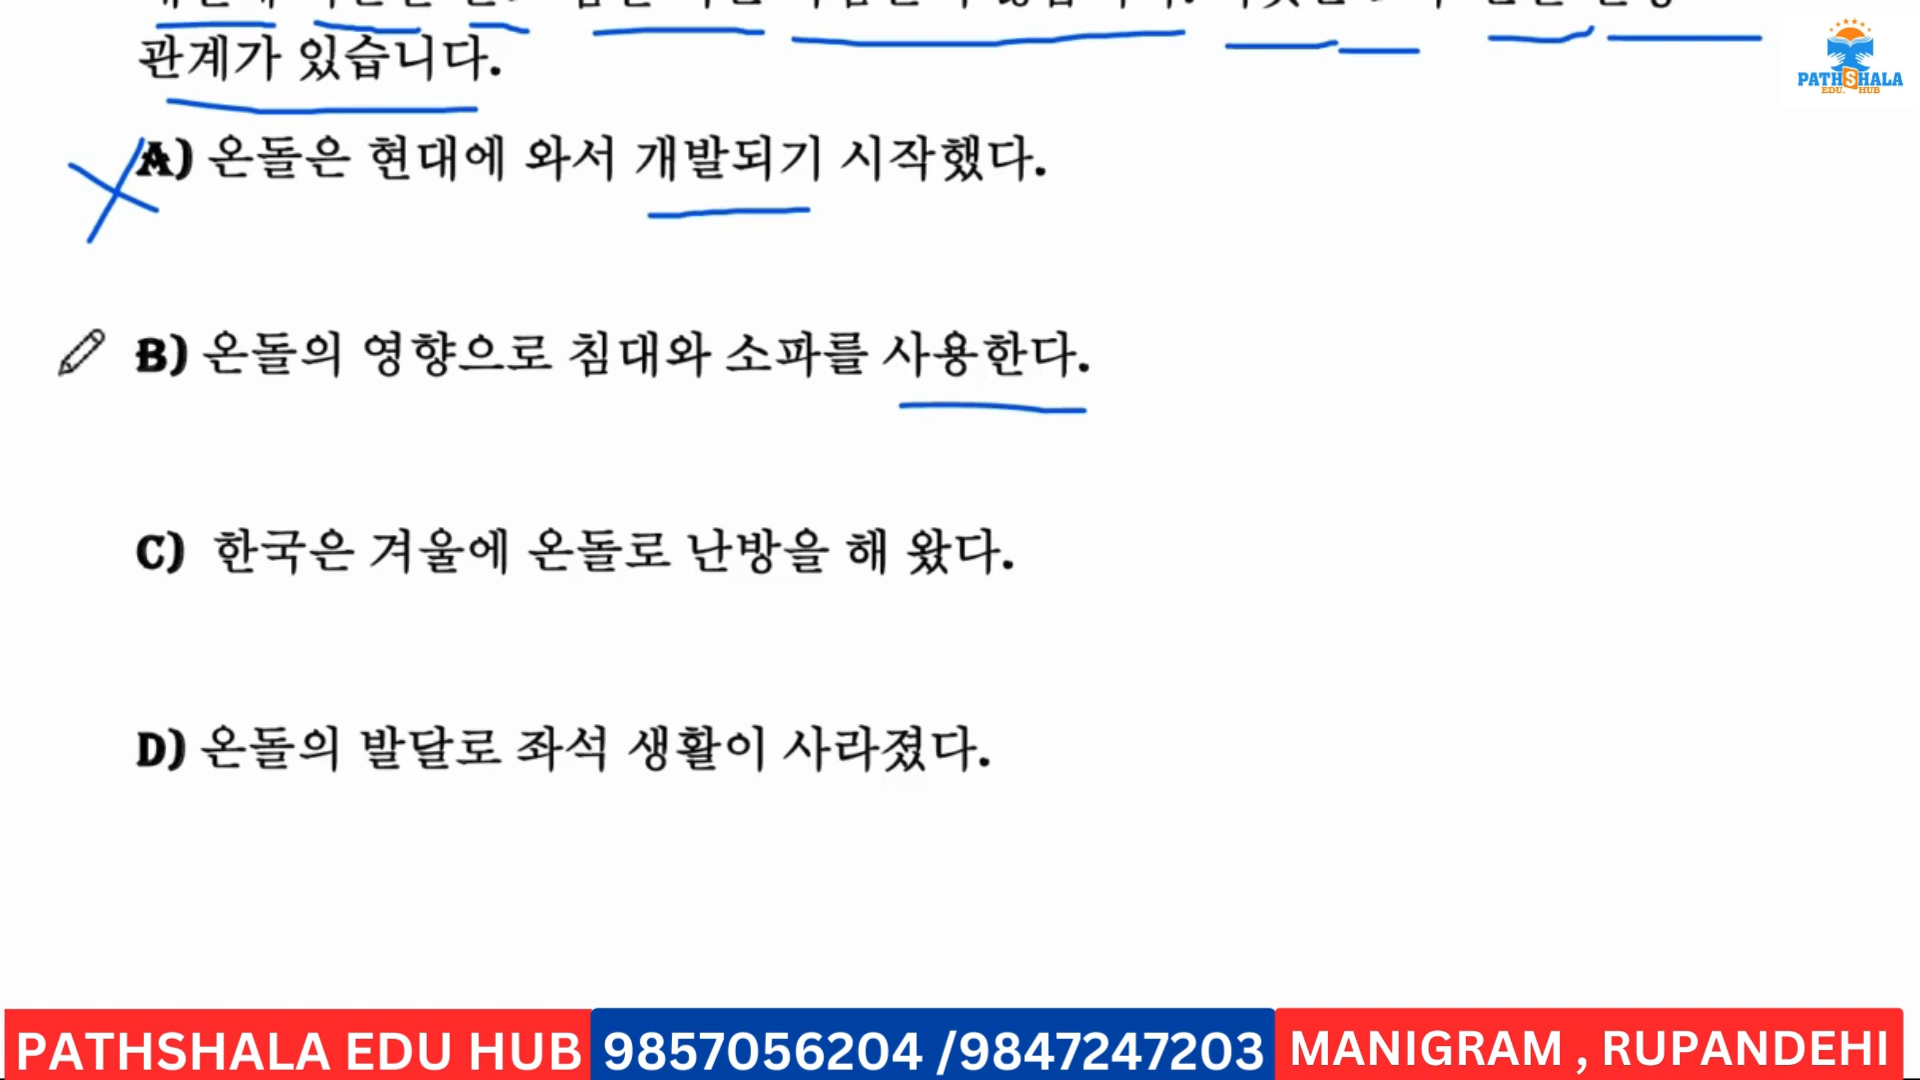 관계가 있습니다.
PATHSHALA
EDU. HUB
A) 온돌은 현대에 와서 개발되기 시작했다.
B) 온돌의 영향으로 침대와 소파를 사용한다.
C) 한국은 겨울에 온돌로 난방을 해 왔다.
D) 온돌의 발달로 좌석 생활이 사라졌다.
PATHSHALA EDU HUB 9857056204 /9847247203 MANIGRAM , RUPANDEHI